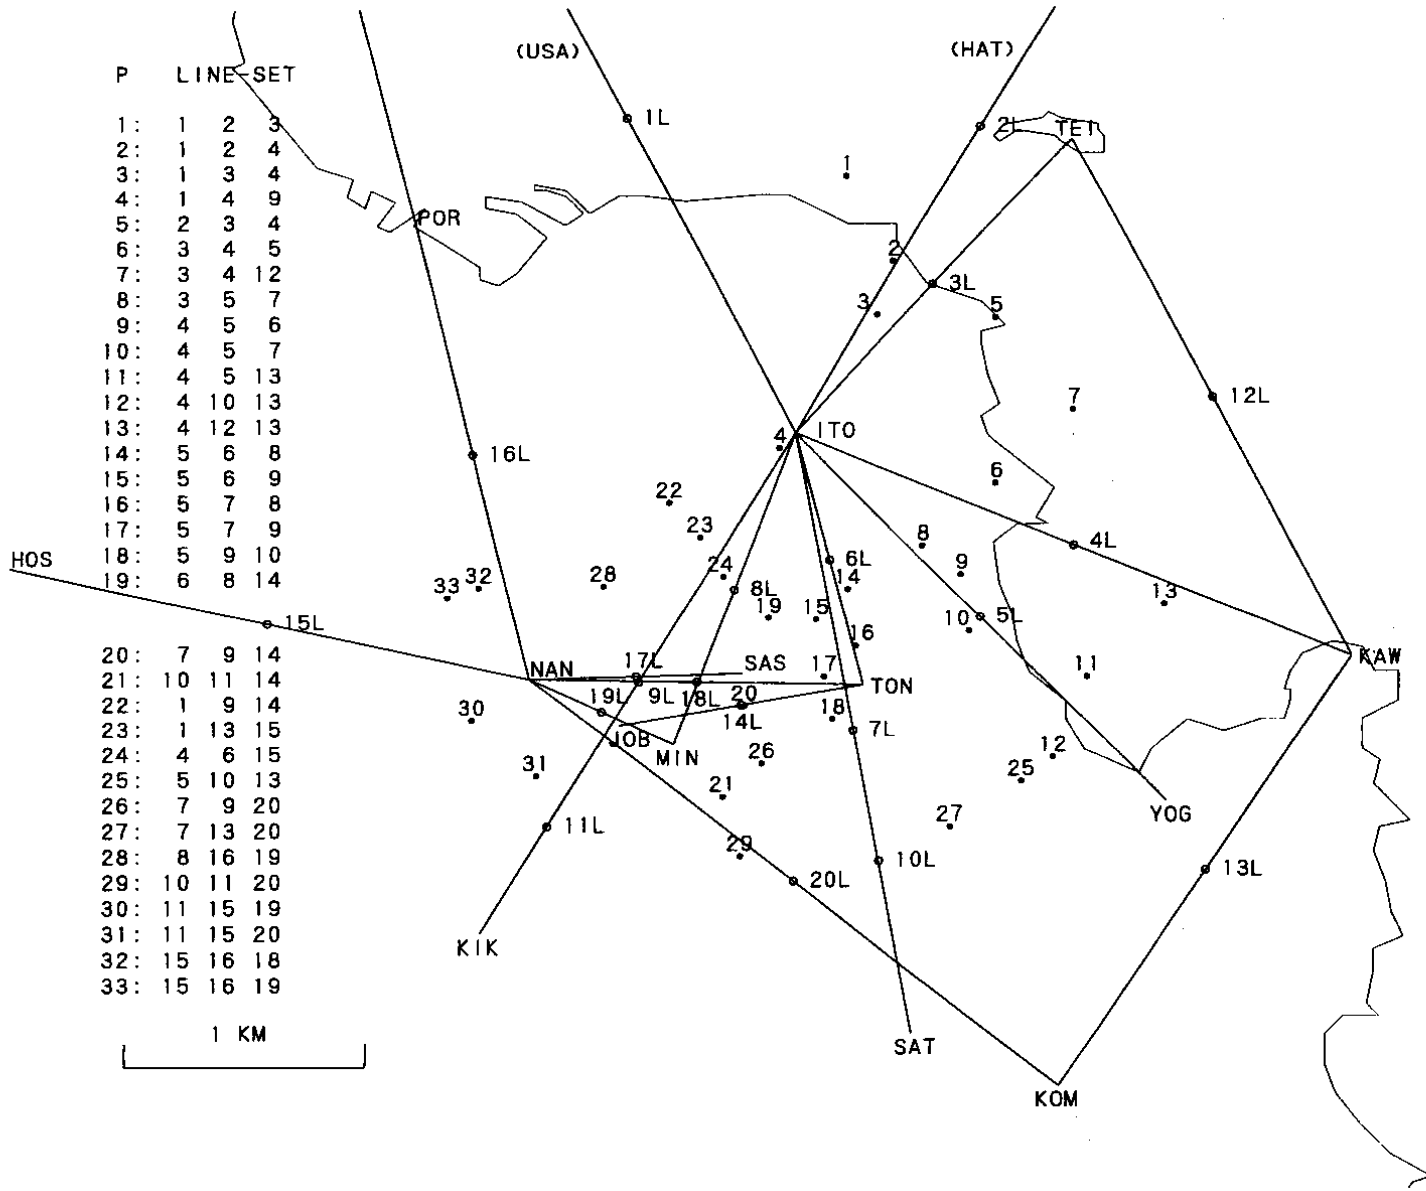 P LINE-SET
1: 1 2 3
2: 1 2 4
3: 1 3 4
4: 1 4 9
5: 2 3 4
6: 3 4 5
7: 3 4 12
8: 3 5 7
9: 4 5 6
10: 4 5 7
11: 4 5 13
12: 4 10 13
13: 4 12 13
14: 5 6 8
15: 5 6 9
16: 5 7 8
17: 5 7 9
18: 5 9 10
19: 6 8 14
20: 7 9 14
21: 10 11 14
22: 1 9 14
23: 1 13 15
24: 4 6 15
25: 5 10 13
26: 7 9 20
27: 7 13 20
28: 8 16 19
29: 10 11 20
30: 11 15 19
31: 11 15 20
32: 15 16 18
33: 15 16 19
1 KM
(USA)
(HAT)
1L
2L
TEI
1
POR
2
3L
3
5
12L
7
4
ITO
16L
6
22
23
8
4L
HOS
6L
9
24
28
32
33
8L
14
13
19
15
10
5L
15L
16
KAW
17L
SAS
17
NAN
11
TON
19L
9L
18L
20
30
14L
18
7L
JOB
MIN
26
12
31
25
21
YOG
11L
27
29
10L
13L
20L
KIK
SAT
KOM